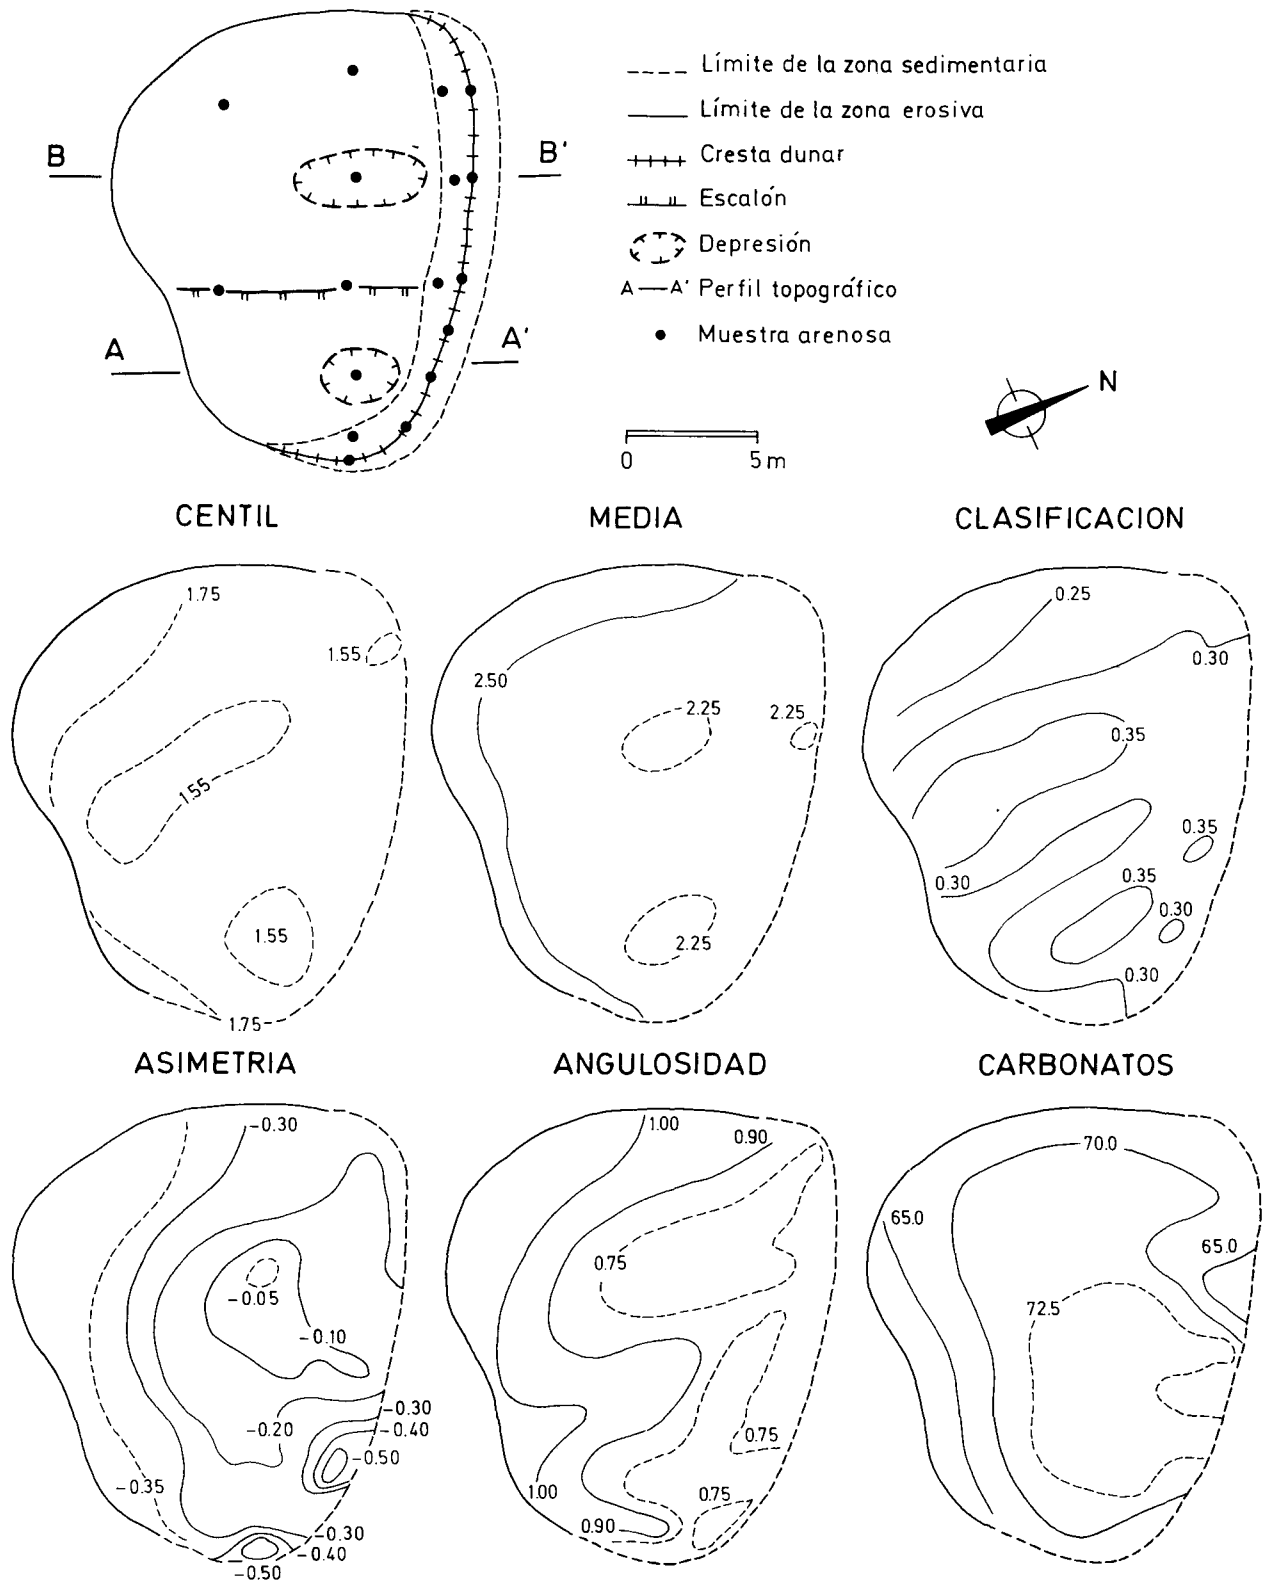 Límite de la zona sedimentaria
Límite de la zona erosiva
B
B'
Cresta dunar
Escalón
Depresión
A—A' Perfil topográfico
Muestra arenosa
A
A'
N
0
5 m
CENTIL
MEDIA
CLASIFICACION
1.75
1.55
1.55
1.55
1.75
2.50
2.25
2.25
2.25
0.25
0.30
0.35
0.35
0.30
0.35
0.30
0.30
ASIMETRIA
ANGULOSIDAD
CARBONATOS
-0.30
-0.05
-0.10
-0.30
-0.20
-0.40
-0.50
-0.35
-0.30
-0.40
-0.50
1.00
0.90
0.75
0.75
1.00
0.75
0.90
70.0
65.0
65.0
72.5